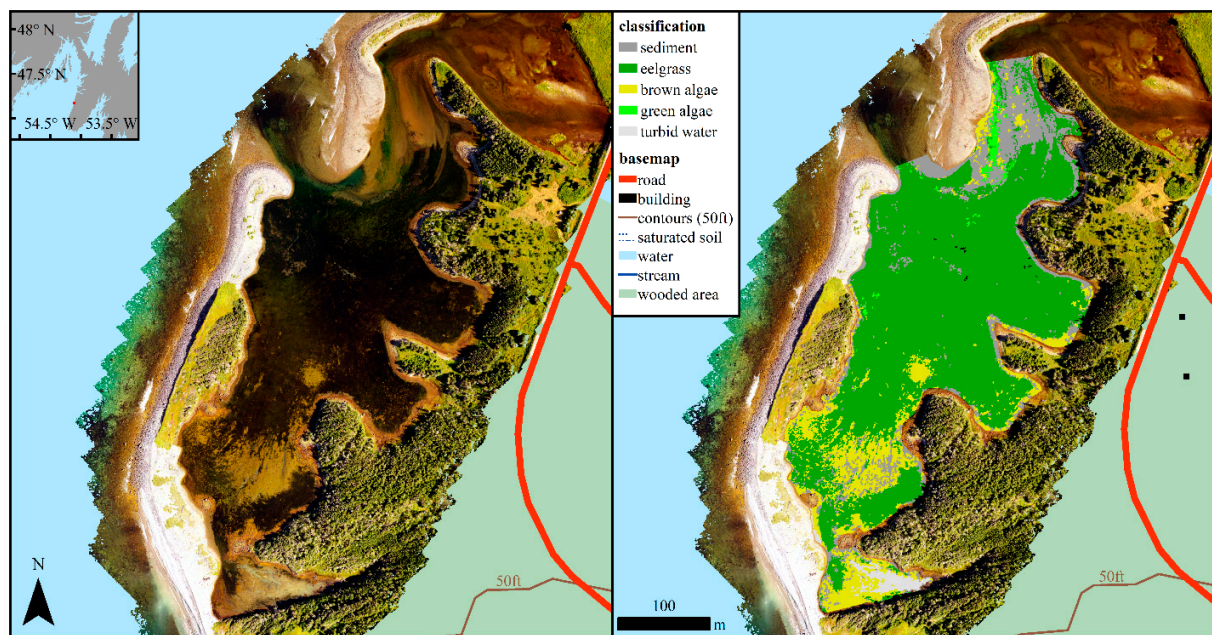 48° N
47.5° N
54.5° W 53.5° W
N
50ft
classification
sediment
eelgrass
brown algae
green algae
turbid water
basemap
road
building
contours (50ft)
saturated soil
water
stream
wooded area
50ft
100
m